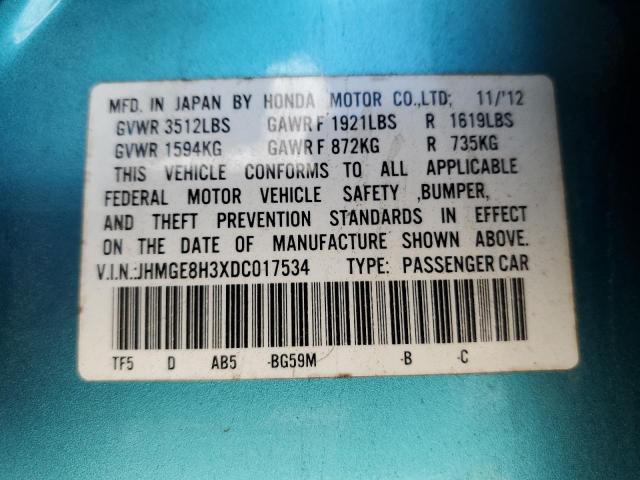 MFD. IN JAPAN BY HONDA MOTOR CO.,LTD; 11/'12
GVWR 3512LBS GAWR F 1921LBS R 1619LBS
GVWR 1594KG GAWR F 872KG R 735KG
THIS VEHICLE CONFORMS TO ALL APPLICABLE
FEDERAL MOTOR VEHICLE SAFETY ,BUMPER,
AND THEFT PREVENTION STANDARDS IN EFFECT
ON THE DATE OF MANUFACTURE SHOWN ABOVE.
V.I.N.:JHMGE8H3XDC017534 TYPE: PASSENGER CAR
TF5 D AB5 -BG59M -B -C